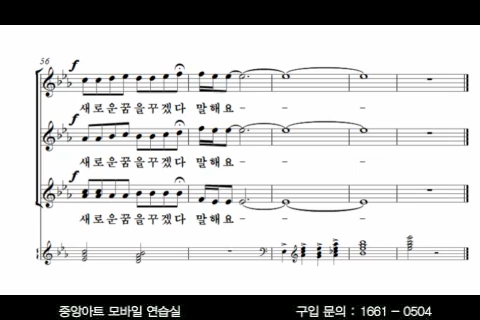 56
f
새로운꿈을꾸겠다 말해요 - - -
f
새로운꿈을꾸겠다 말해요 - - -
f
새로운꿈을꾸겠다 말해요 - - -
중앙아트 모바일 연습실 구입 문의 : 1661 - 0504